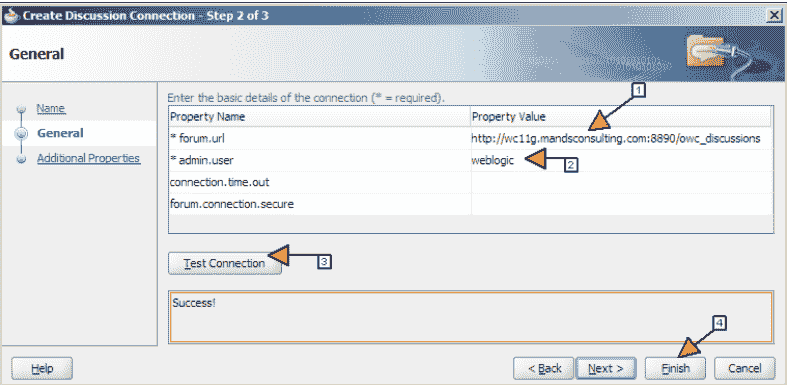 Create Discussion Connection - Step 2 of 3
General
Name
General
Additional Properties
Enter the basic details of the connection (* = required).
Property Name Property Value
* forum.url http://wc11g.mandsconsulting.com:8890/owc_discussions
* admin.user weblogic
connection.time.out
forum.connection.secure
1
2
Test Connection
3
Success!
4
Help < Back Next > Finish Cancel